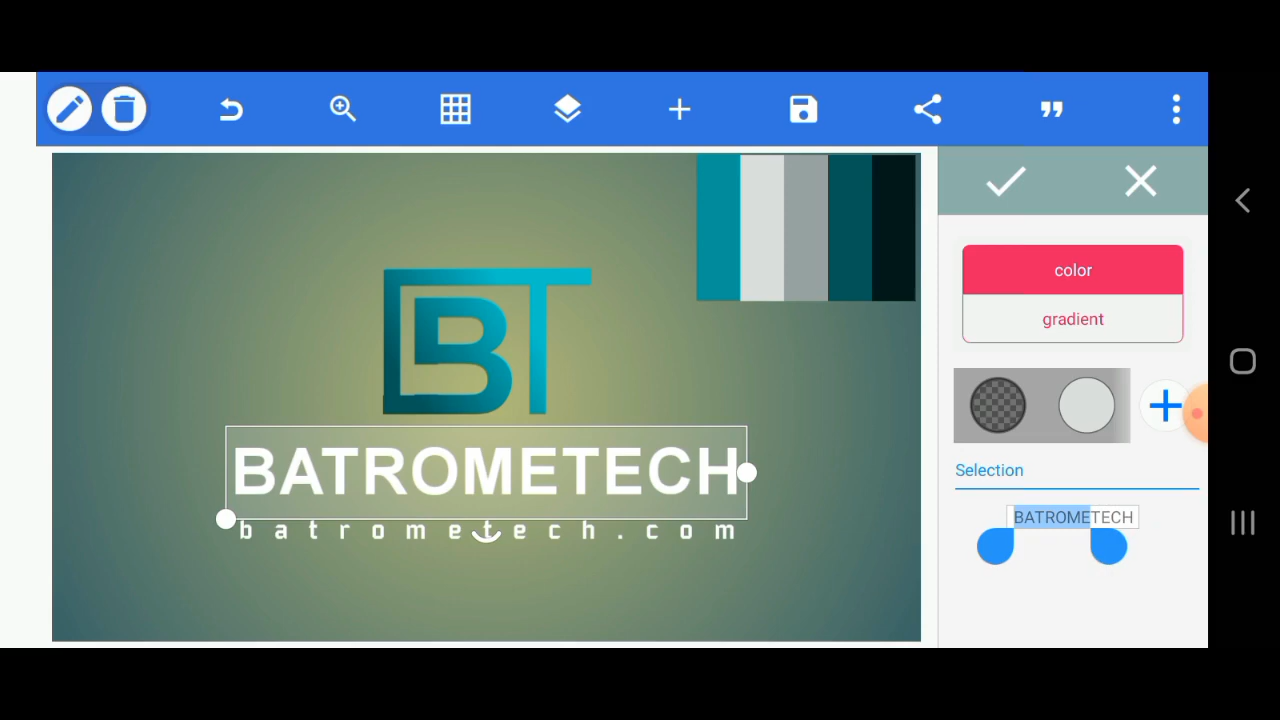 color
gradient
BT
Selection
BATROMETECH
BATROMETECH
batrometech.com